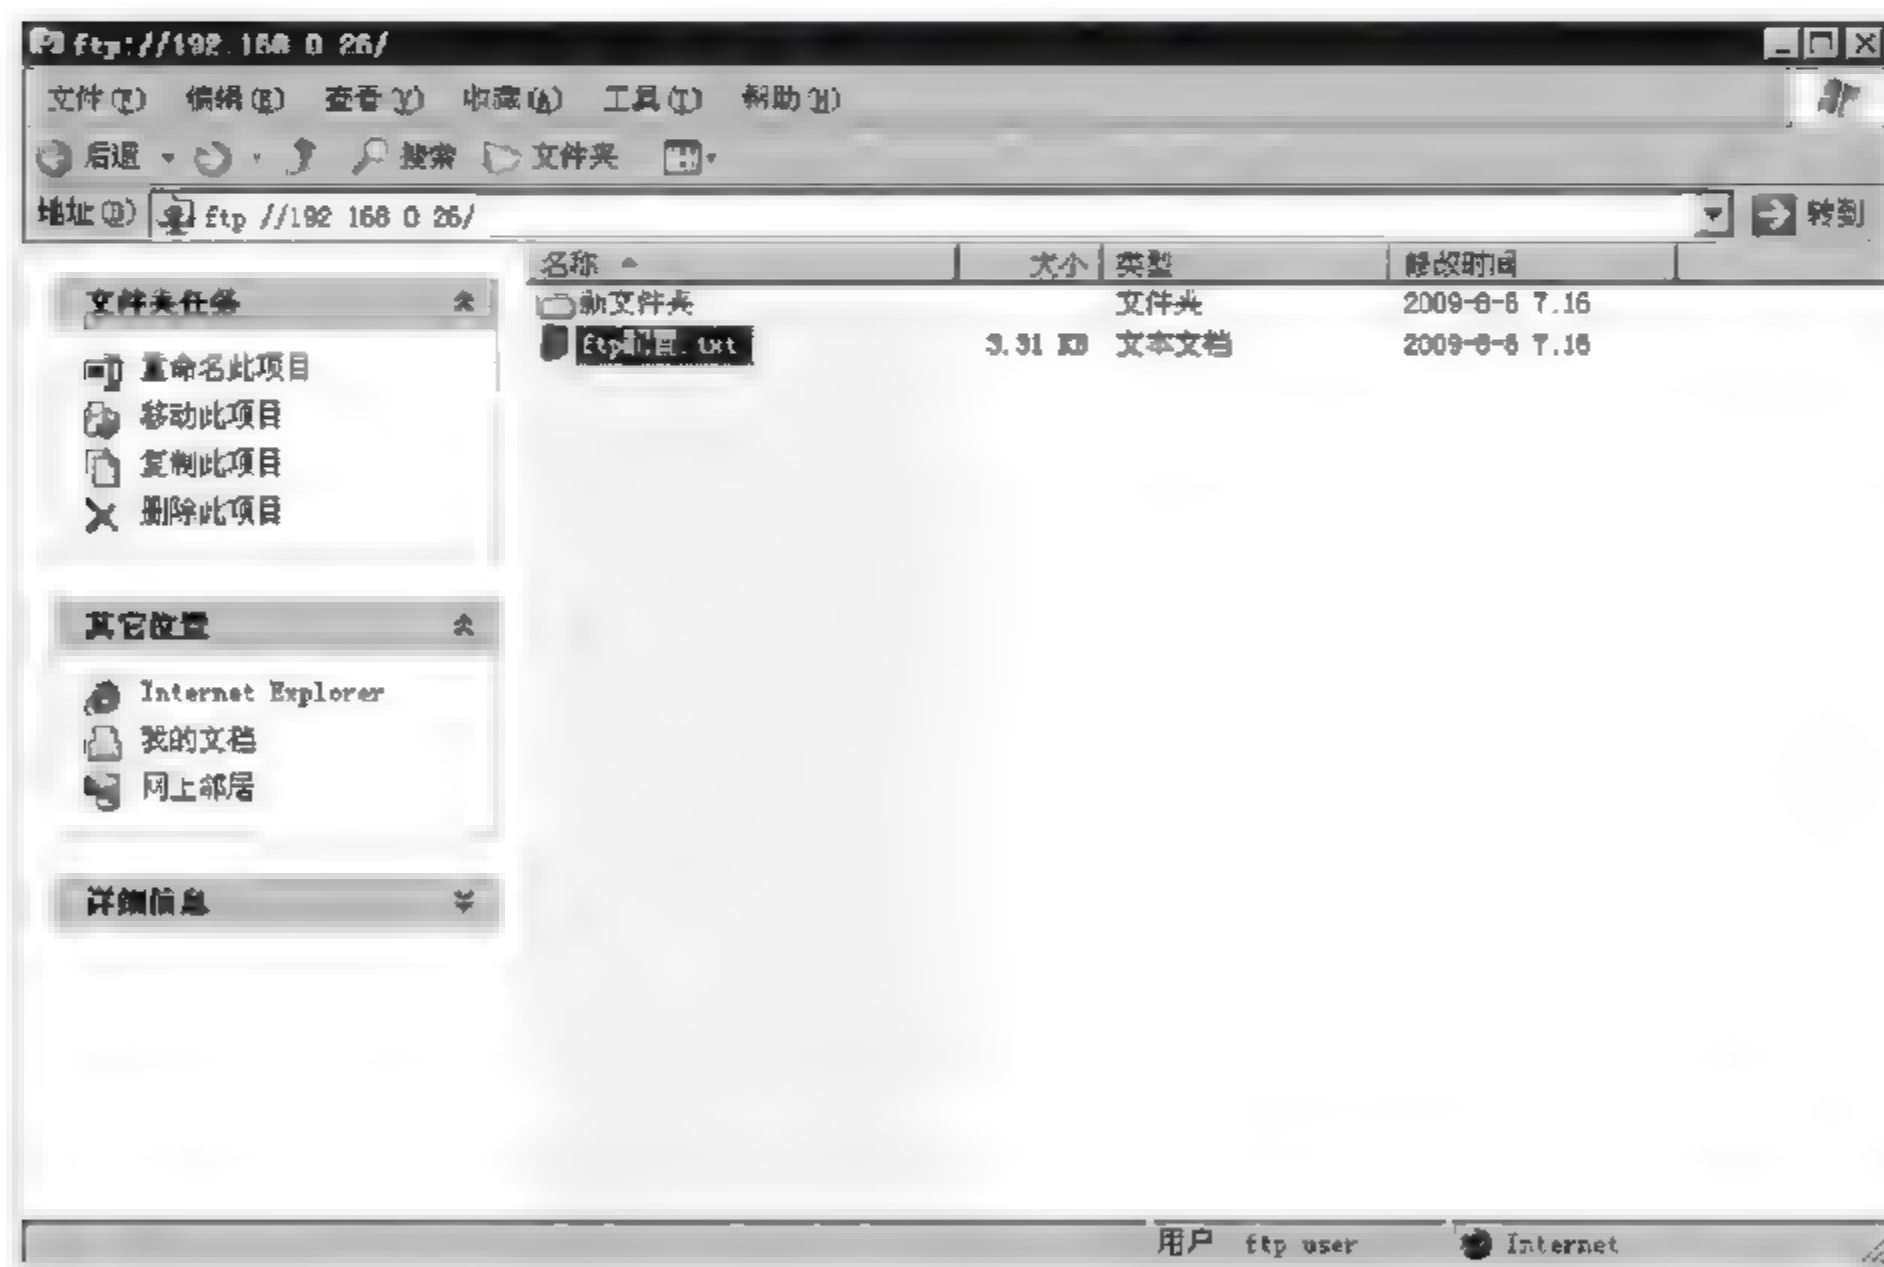 ftp://192.168.0.26/
文件(F) 编辑(E) 查看(V) 收藏(A) 工具(T) 帮助(H)
后退 搜索 文件夹
地址(D) ftp://192.168.0.26/ 转到
名称 大小 类型 修改时间
新文件夹 文件夹 2009-8-6 7:16
ftp配置.txt 3.31 KB 文本文档 2009-8-6 7:16
文件夹任务
重命名此项目
移动此项目
复制此项目
删除此项目
其它位置
Internet Explorer
我的文档
网上邻居
详细信息
用户 ftp user Internet